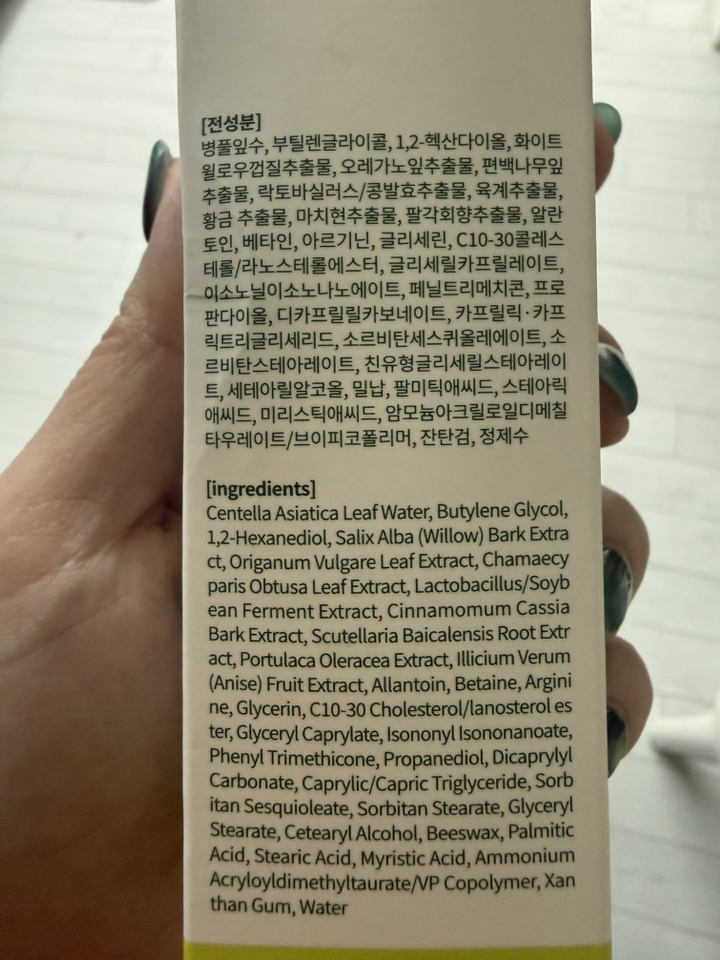 [전성분]
병풀잎수, 부틸렌글라이콜, 1,2-헥산다이올, 화이트
윌로우껍질추출물, 오레가노잎추출물, 편백나무잎
추출물, 락토바실러스/콩발효추출물, 육계추출물,
황금 추출물, 마치현추출물, 팔각회향추출물, 알란
토인, 베타인, 아르기닌, 글리세린, C10-30콜레스
테롤/라노스테롤에스터, 글리세릴카프릴레이트,
이소노닐이소노나노에이트, 페닐트리메치콘, 프로
판다이올, 디카프릴릴카보네이트, 카프릴릭·카프
릭트리글리세리드, 소르비탄세스퀴올레에이트, 소
르비탄스테아레이트, 친유형글리세릴스테아레이
트, 세테아릴알코올, 밀납, 팔미틱애씨드, 스테아릭
애씨드, 미리스틱애씨드, 암모늄아크릴로일디메칠
타우레이트/브이피코폴리머, 잔탄검, 정제수
[ingredients]
Centella Asiatica Leaf Water, Butylene Glycol,
1,2-Hexanediol, Salix Alba (Willow) Bark Extra
ct, Origanum Vulgare Leaf Extract, Chamaecy
paris Obtusa Leaf Extract, Lactobacillus/Soyb
ean Ferment Extract, Cinnamomum Cassia
Bark Extract, Scutellaria Baicalensis Root Extr
act, Portulaca Oleracea Extract, Illicium Verum
(Anise) Fruit Extract, Allantoin, Betaine, Argini
ne, Glycerin, C10-30 Cholesterol/lanosterol es
ter, Glyceryl Caprylate, Isononyl Isononanoate,
Phenyl Trimethicone, Propanediol, Dicaprylyl
Carbonate, Caprylic/Capric Triglyceride, Sorb
itan Sesquioleate, Sorbitan Stearate, Glyceryl
Stearate, Cetearyl Alcohol, Beeswax, Palmitic
Acid, Stearic Acid, Myristic Acid, Ammonium
Acryloyldimethyltaurate/VP Copolymer, Xan
than Gum, Water